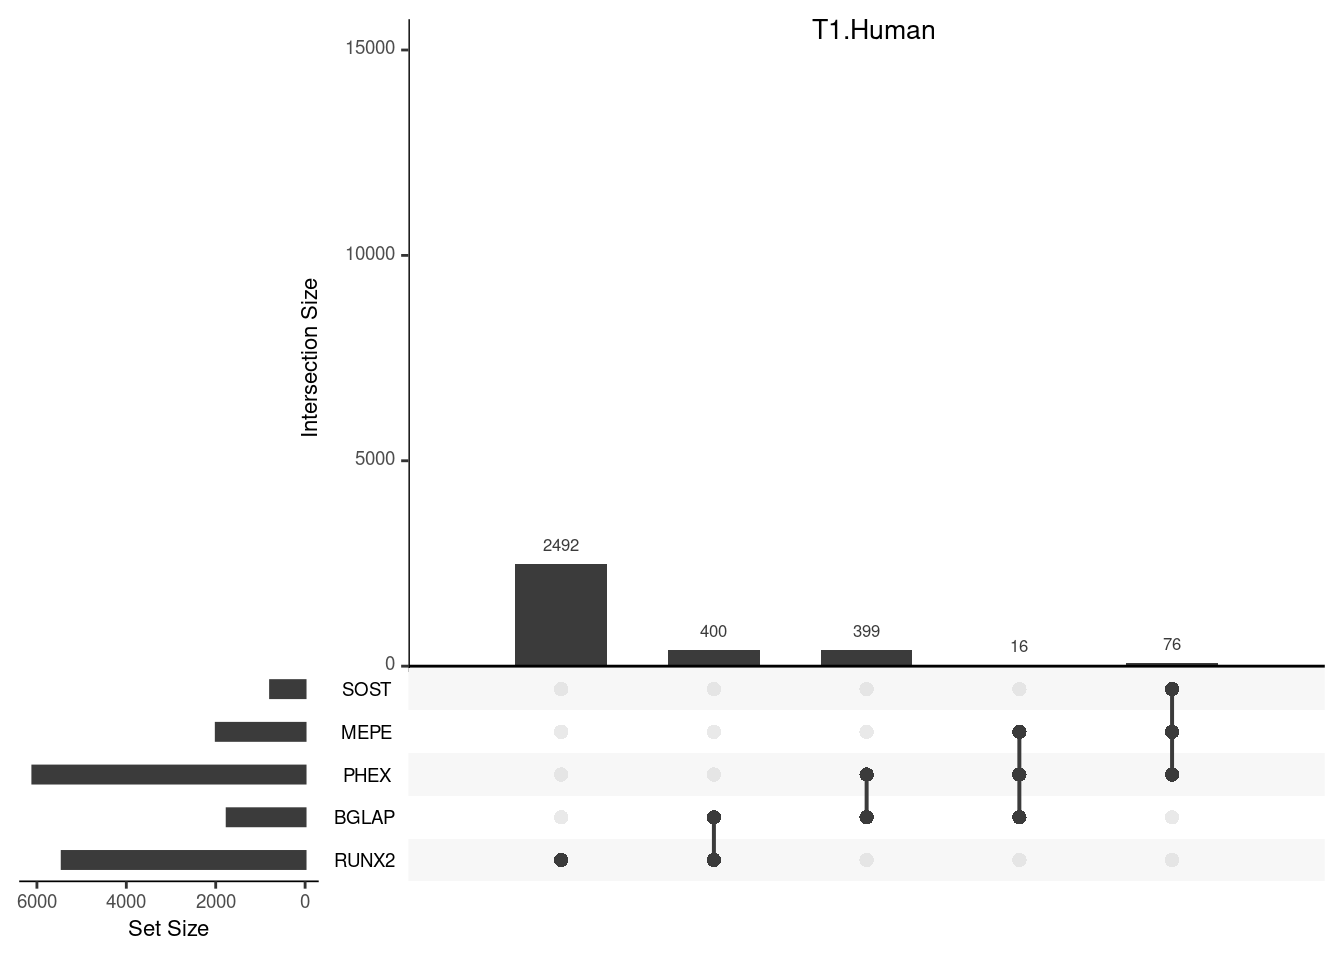 T1.Human
15000
10000
5000
0
Intersection Size
2492
400
399
16
76
SOST
MEPE
PHEX
BGLAP
RUNX2
6000 4000 2000 0
Set Size